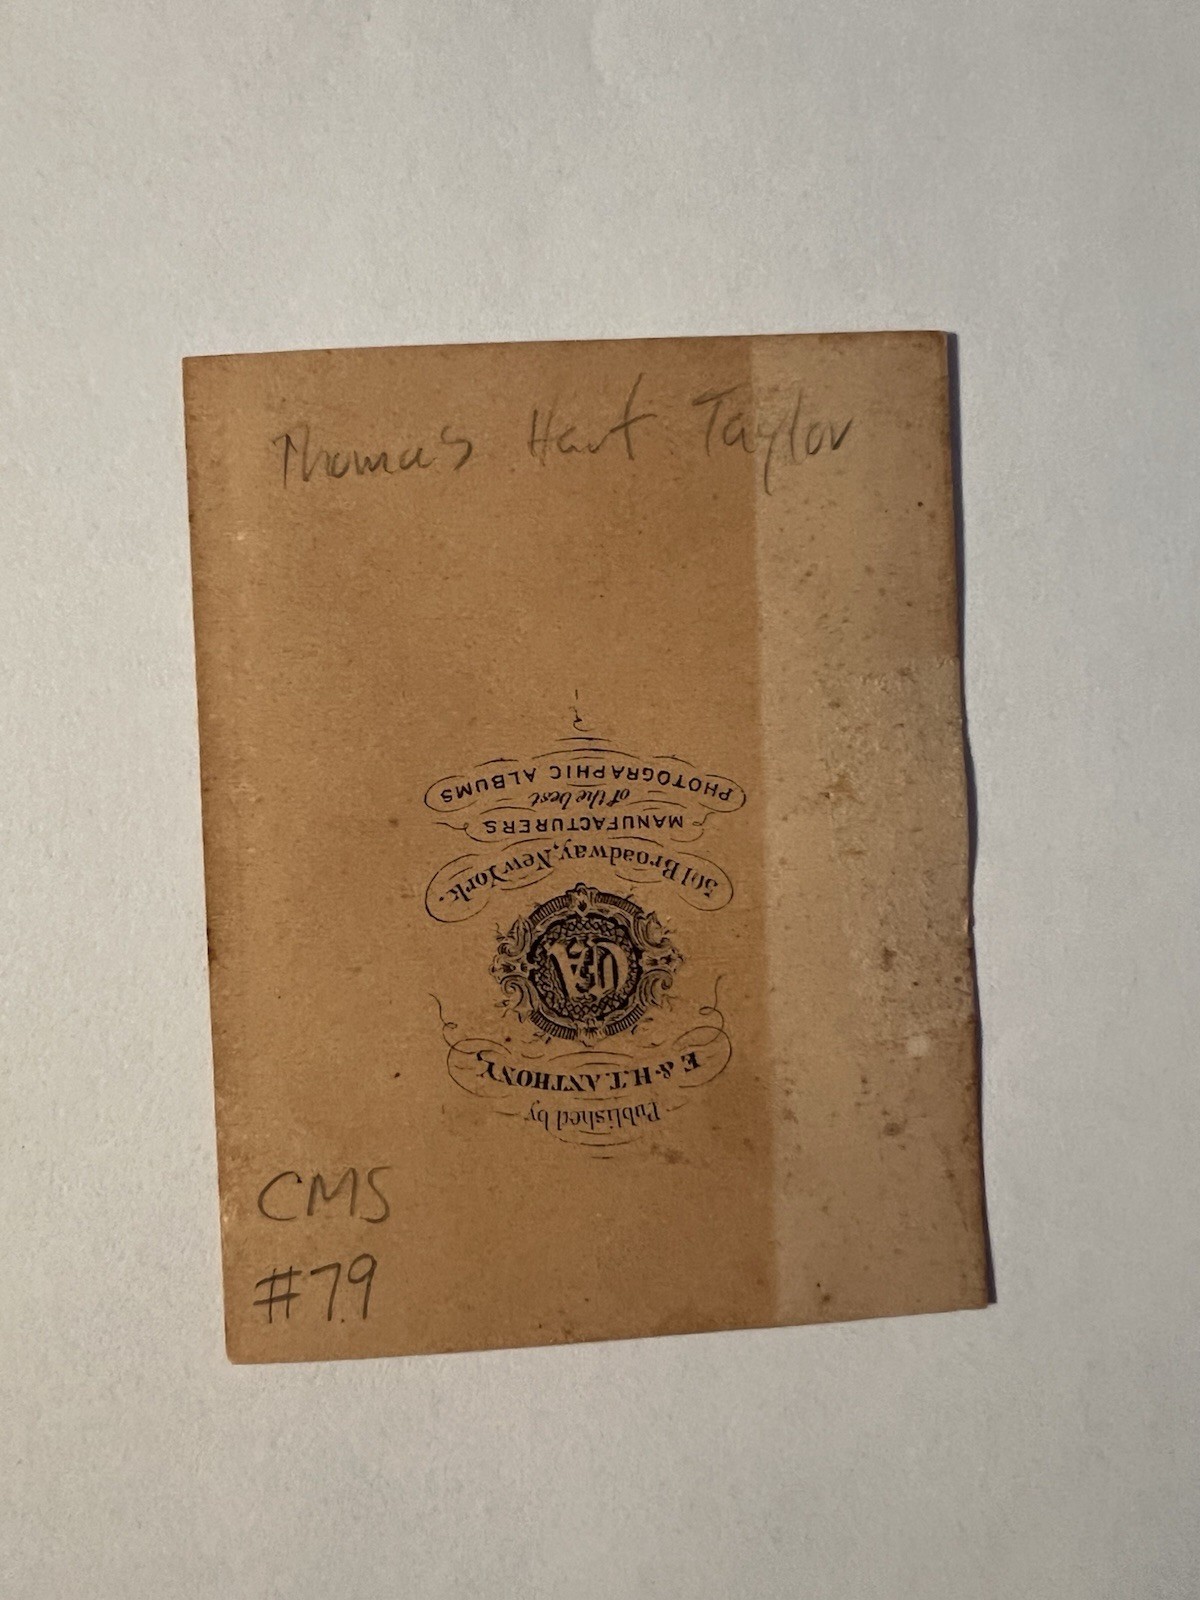 Thomas Hart Taylor
Published by
E. & H.T. ANTHONY,
501 Broadway, New York.
MANUFACTURERS
of the best
PHOTOGRAPHIC ALBUMS
CMS
#79